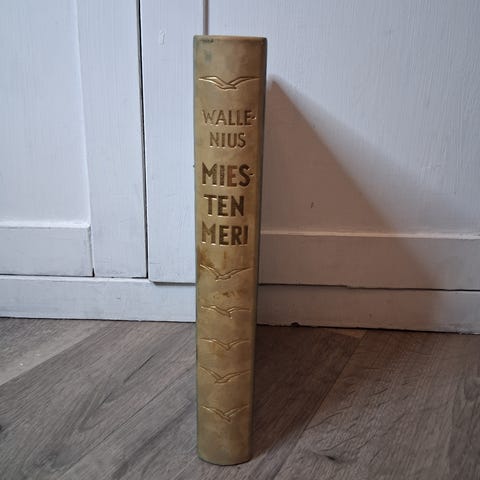 WALLE-
NIUS
MIES-
TEN
MERI